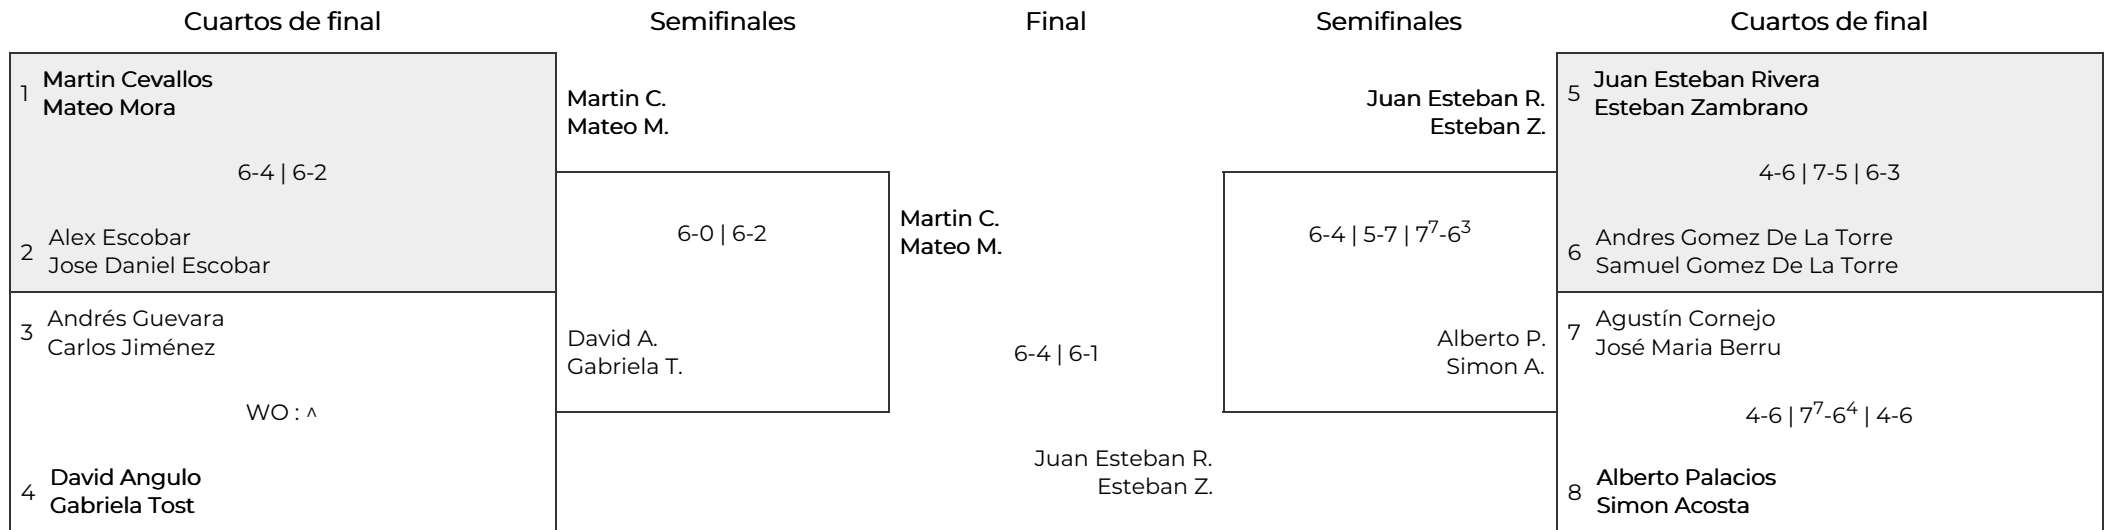 Cuartos de final
Semifinales
Final
Semifinales
Cuartos de final
1
Martin Cevallos
Mateo Mora
6-4 | 6-2
2
Alex Escobar
Jose Daniel Escobar
3
Andrés Guevara
Carlos Jiménez
WO : ^
4
David Angulo
Gabriela Tost
Martin C.
Mateo M.
6-0 | 6-2
David A.
Gabriela T.
Martin C.
Mateo M.
6-4 | 6-1
Juan Esteban R.
Esteban Z.
Juan Esteban R.
Esteban Z.
6-4 | 5-7 | 7⁷-6³
Alberto P.
Simon A.
5
Juan Esteban Rivera
Esteban Zambrano
4-6 | 7-5 | 6-3
6
Andres Gomez De La Torre
Samuel Gomez De La Torre
7
Agustín Cornejo
José Maria Berru
4-6 | 7⁷-6⁴ | 4-6
8
Alberto Palacios
Simon Acosta